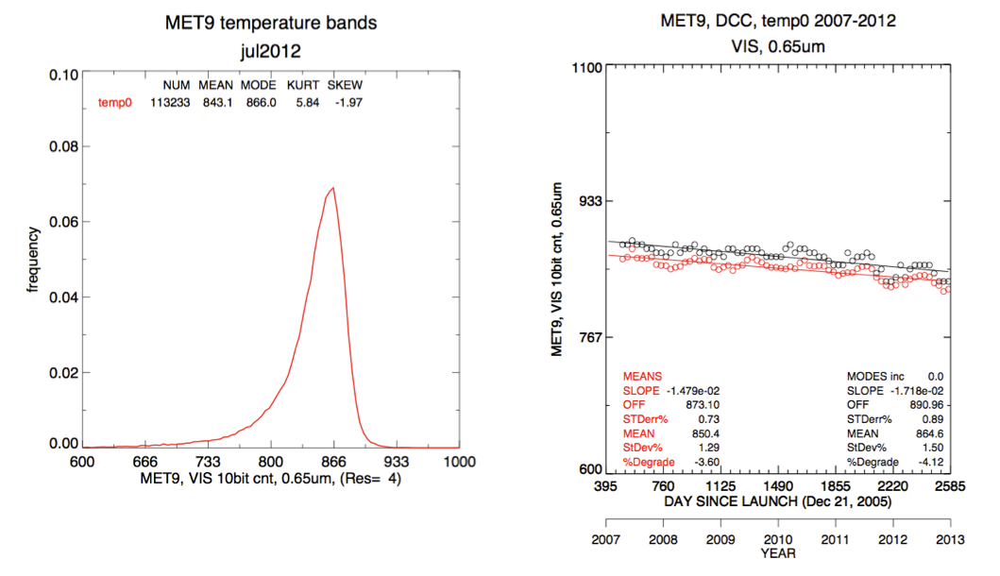 MET9 temperature bands
jul2012
0.10
NUM MEAN MODE KURT SKEW
temp0 113233 843.1 866.0 5.84 -1.97
0.08
0.06
0.04
0.02
0.00
frequency
600 666 733 800 866 933 1000
MET9, VIS 10bit cnt, 0.65um, (Res= 4)
MET9, DCC, temp0 2007-2012
VIS, 0.65um
1100
933
767
600
MET9, VIS 10bit cnt, 0.65um
MEANS
SLOPE -1.479e-02
OFF 873.10
STDerr% 0.73
MEAN 850.4
StDev% 1.29
%Degrade -3.60
MODES inc 0.0
SLOPE -1.718e-02
OFF 890.96
STDerr% 0.89
MEAN 864.6
StDev% 1.50
%Degrade -4.12
395 760 1125 1490 1855 2220 2585
DAY SINCE LAUNCH (Dec 21, 2005)
2007 2008 2009 2010 2011 2012 2013
YEAR